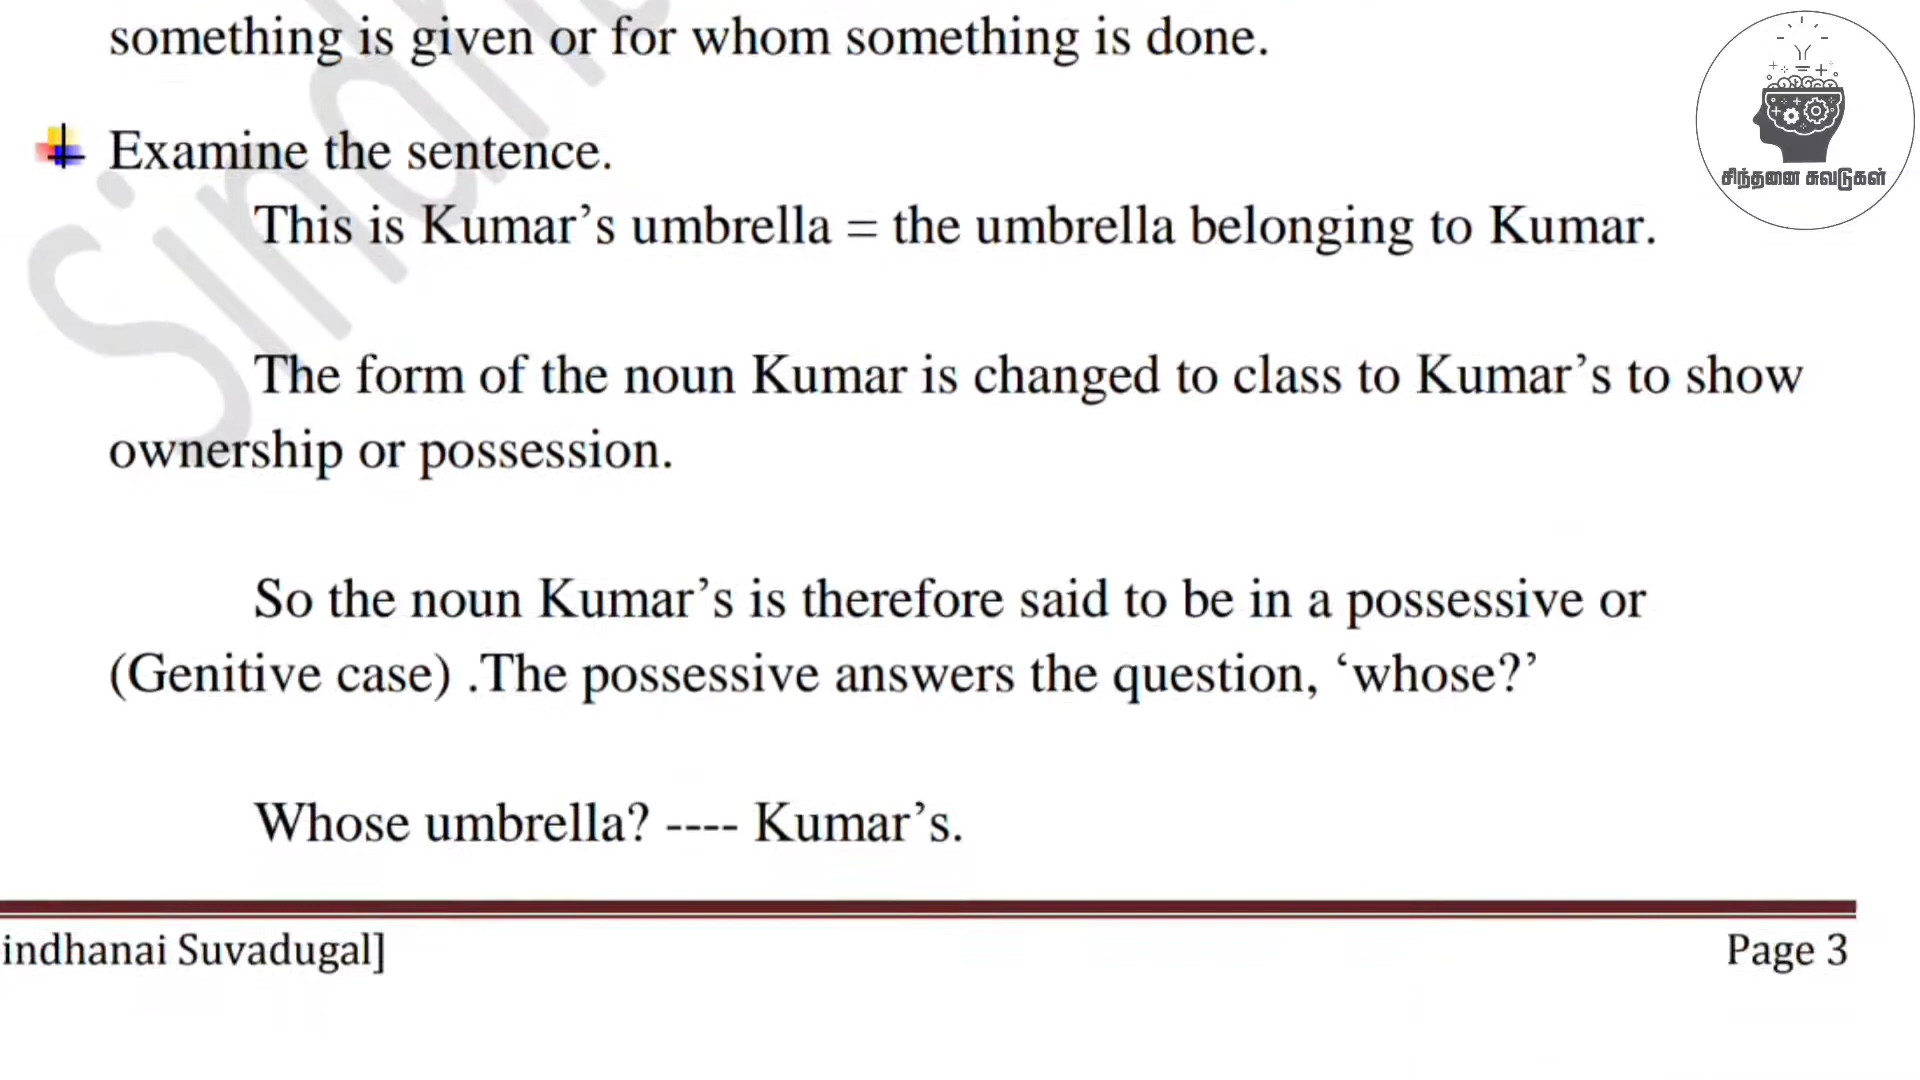 something is given or for whom something is done.
Examine the sentence.
This is Kumar’s umbrella = the umbrella belonging to Kumar.
The form of the noun Kumar is changed to class to Kumar’s to show
ownership or possession.
So the noun Kumar’s is therefore said to be in a possessive or
(Genitive case) .The possessive answers the question, ‘whose?’
Whose umbrella? ---- Kumar’s.
indhanai Suvadugal]
Page 3
சிந்தனை சுவடுகள்